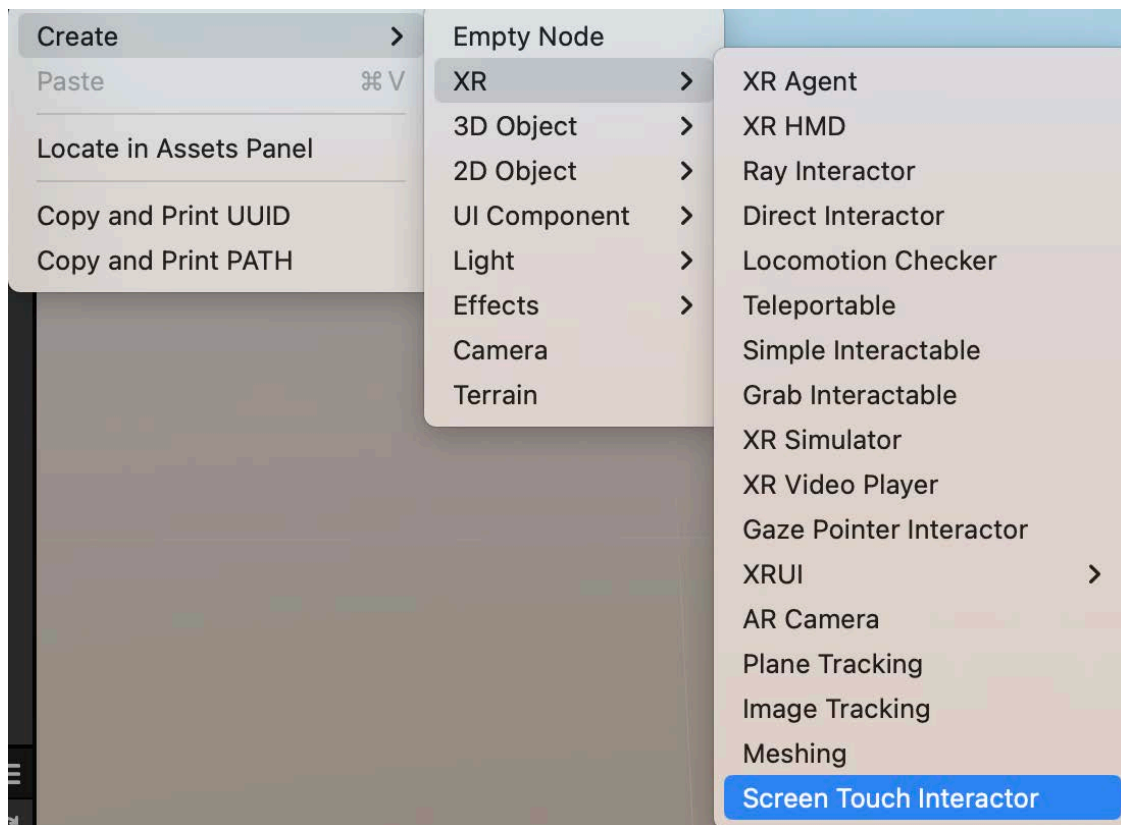 Create
Paste ⌘ V
Locate in Assets Panel
Copy and Print UUID
Copy and Print PATH
Empty Node
XR
3D Object
2D Object
UI Component
Light
Effects
Camera
Terrain
XR Agent
XR HMD
Ray Interactor
Direct Interactor
Locomotion Checker
Teleportable
Simple Interactable
Grab Interactable
XR Simulator
XR Video Player
Gaze Pointer Interactor
XRUI
AR Camera
Plane Tracking
Image Tracking
Meshing
Screen Touch Interactor